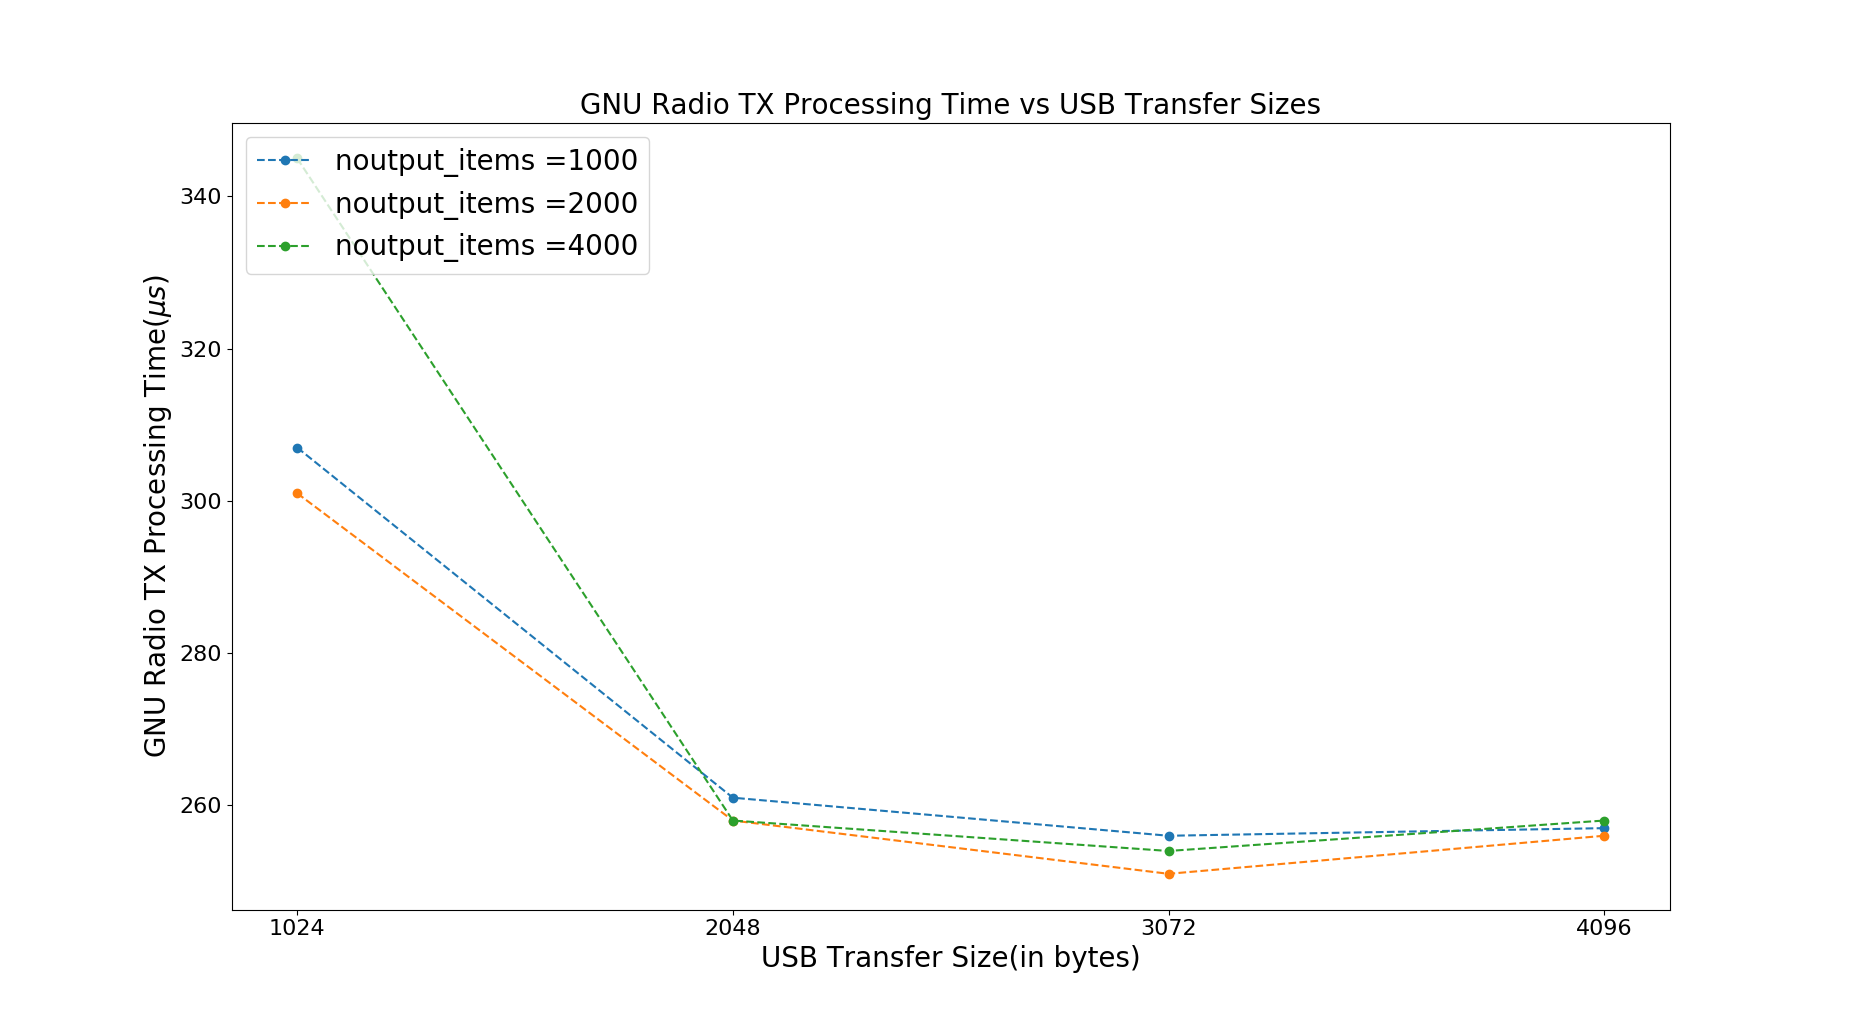 GNU Radio TX Processing Time vs USB Transfer Sizes
noutput_items =1000
noutput_items =2000
noutput_items =4000
GNU Radio TX Processing Time(μs)
340
320
300
280
260
1024 2048 3072 4096
USB Transfer Size(in bytes)